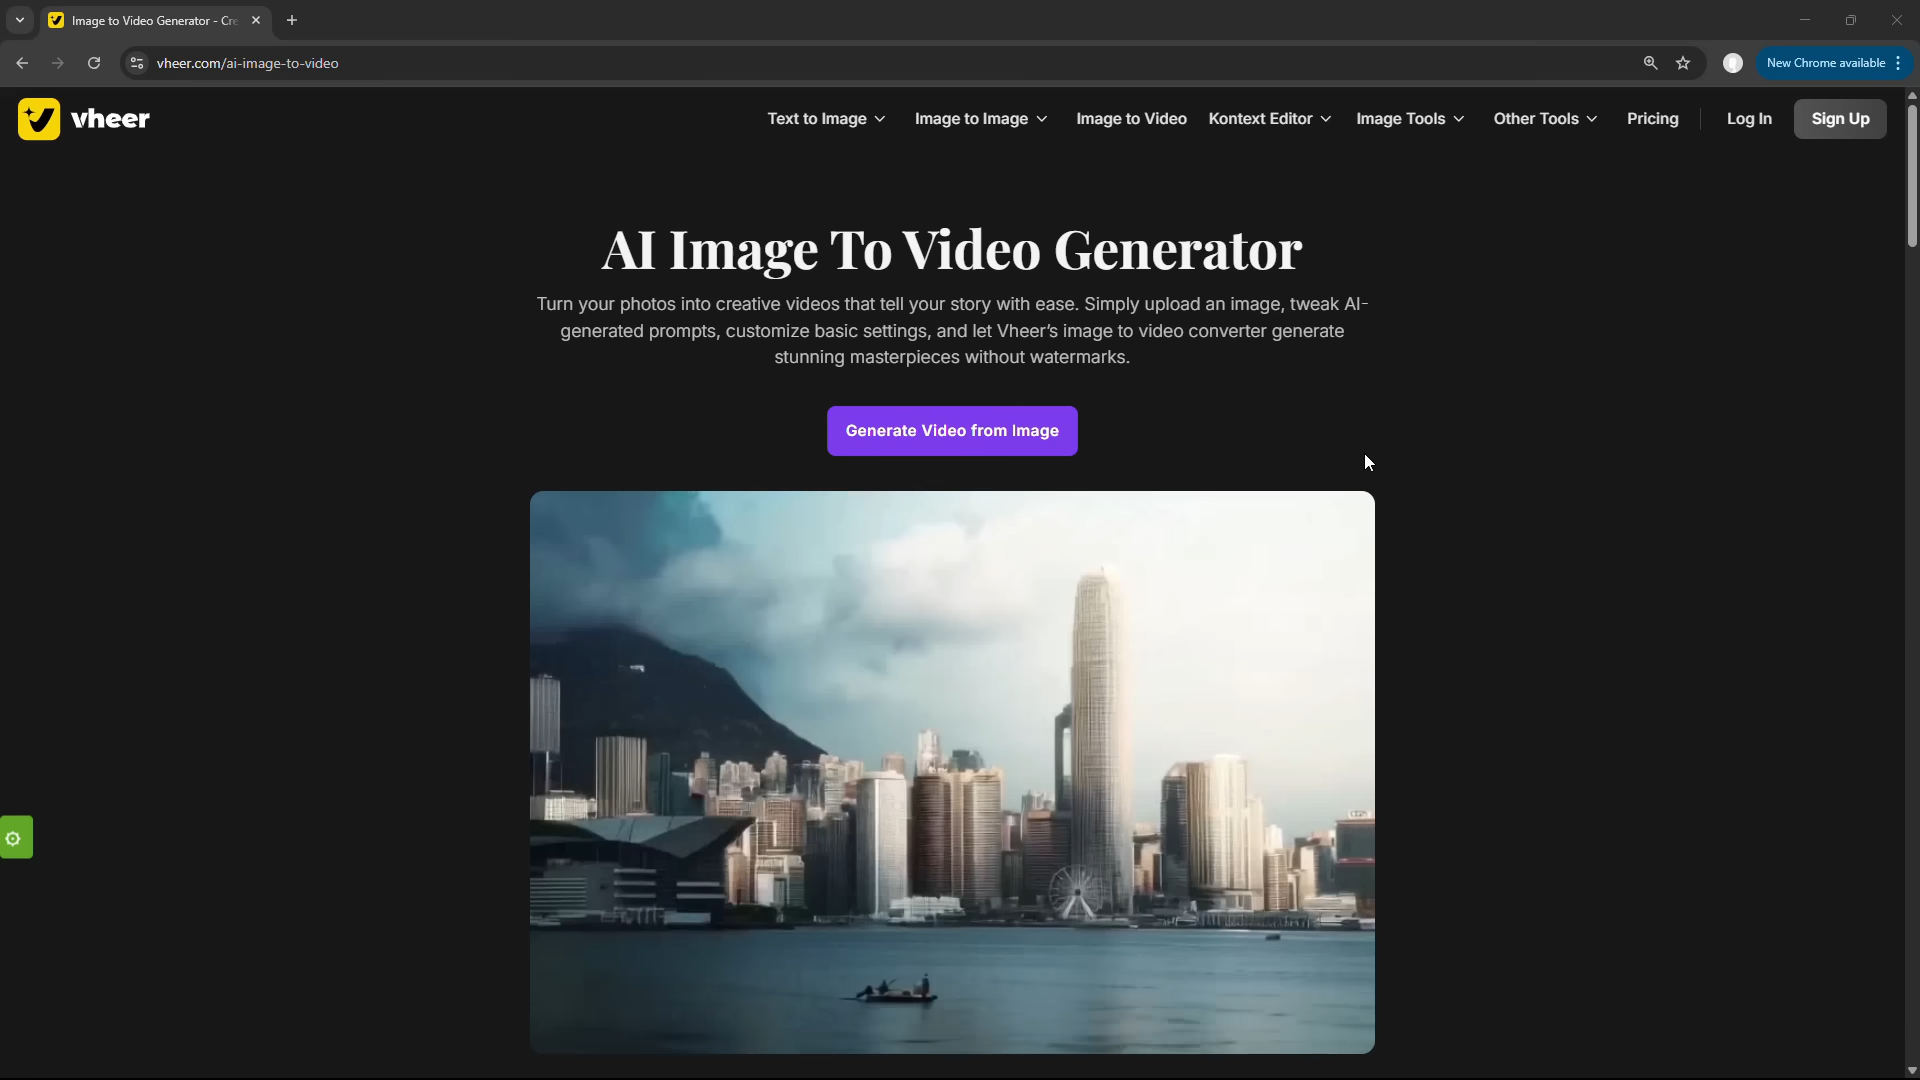 Image to Video Generator - Cre
vheer.com/ai-image-to-video
New Chrome available
vheer
Text to Image
Image to Image
Image to Video
Kontext Editor
Image Tools
Other Tools
Pricing
Log In
Sign Up
AI Image To Video Generator
Turn your photos into creative videos that tell your story with ease. Simply upload an image, tweak AI-
generated prompts, customize basic settings, and let Vheer’s image to video converter generate
stunning masterpieces without watermarks.
Generate Video from Image